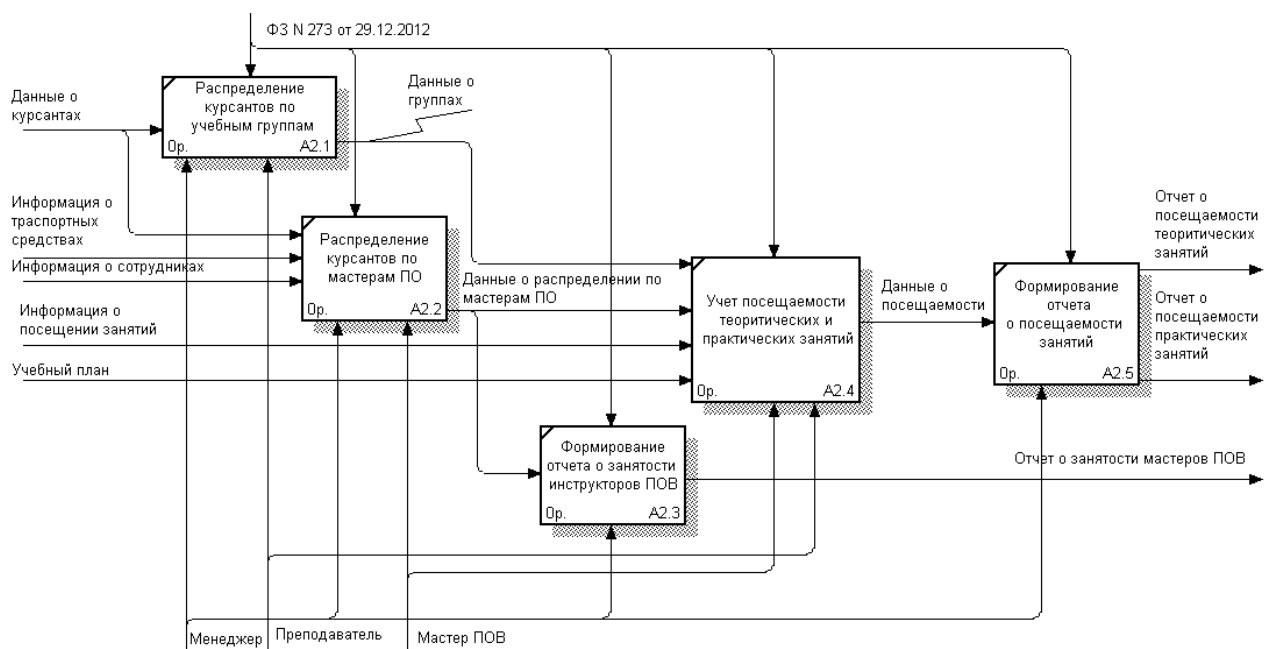 ФЗ N 273 от 29.12.2012
Данные о
курсантах
Распределение
курсантов по
учебным группам
0р.
A2.1
Данные о
группах
Информация о
траспортных
средствах
Информация о сотрудниках
Распределение
курсантов по
мастерам ПО
0р.
A2.2
Данные о распределении по
мастерам ПО
Информация о
посещении занятий
Учебный план
Учет посещаемости
теоритических и
практических занятий
0р.
A2.4
Данные о
посещаемости
Формирование
отчета
о посещаемости
занятий
0р.
A2.5
Отчет о
посещаемости
теоритических
занятий
Отчет о
посещаемости
практических
занятий
Формирование
отчета о занятости
инструкторов ПОВ
0р.
A2.3
Отчет о занятости мастеров ПОВ
Менеджер
Преподаватель
Мастер ПОВ